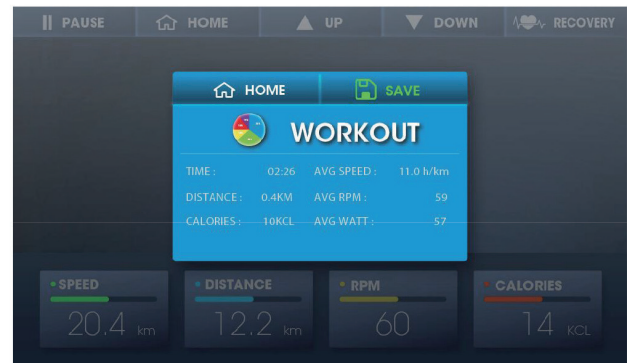 PAUSE HOME UP DOWN RECOVERY
HOME SAVE
WORKOUT
TIME : 02:26 AVG SPEED : 11.0 h/km
DISTANCE : 0.4KM AVG RPM : 59
CALORIES : 10KCL AVG WATT : 57
SPEED DISTANCE RPM CALORIES
20.4 km 12.2 km 60 14 KCL